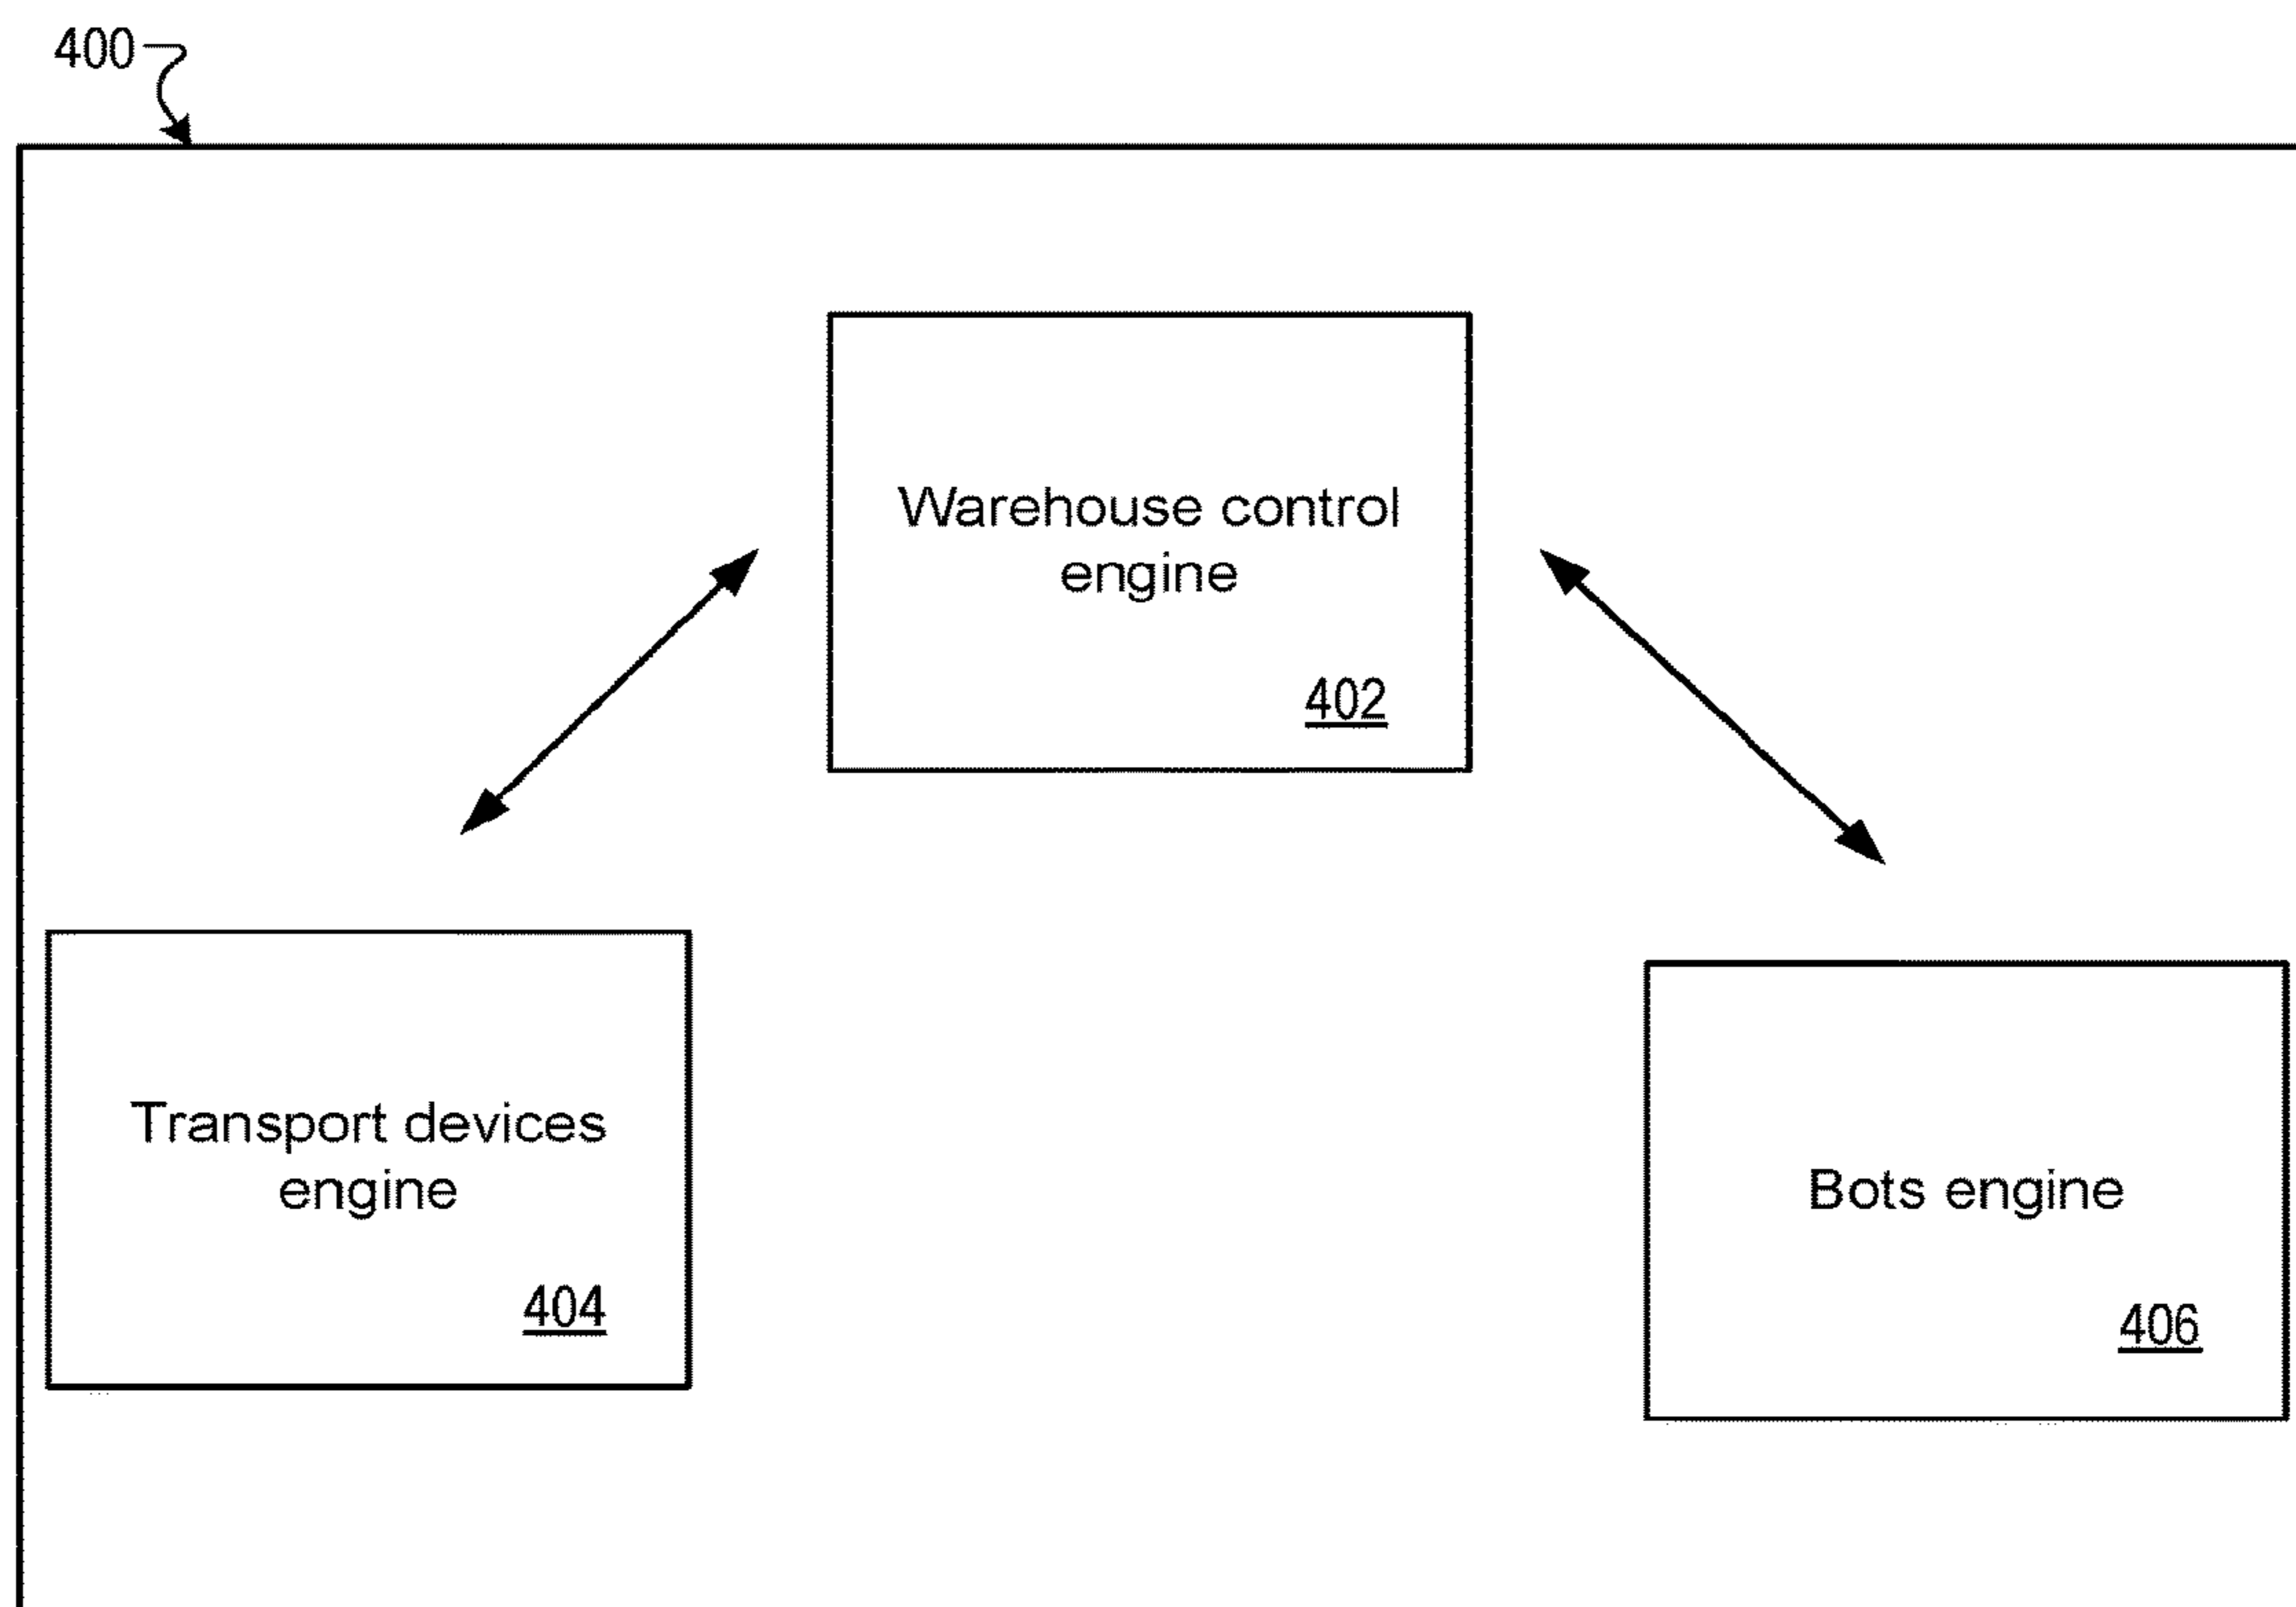 400
Warehouse control
engine
402
Transport devices
engine
404
Bots engine
406